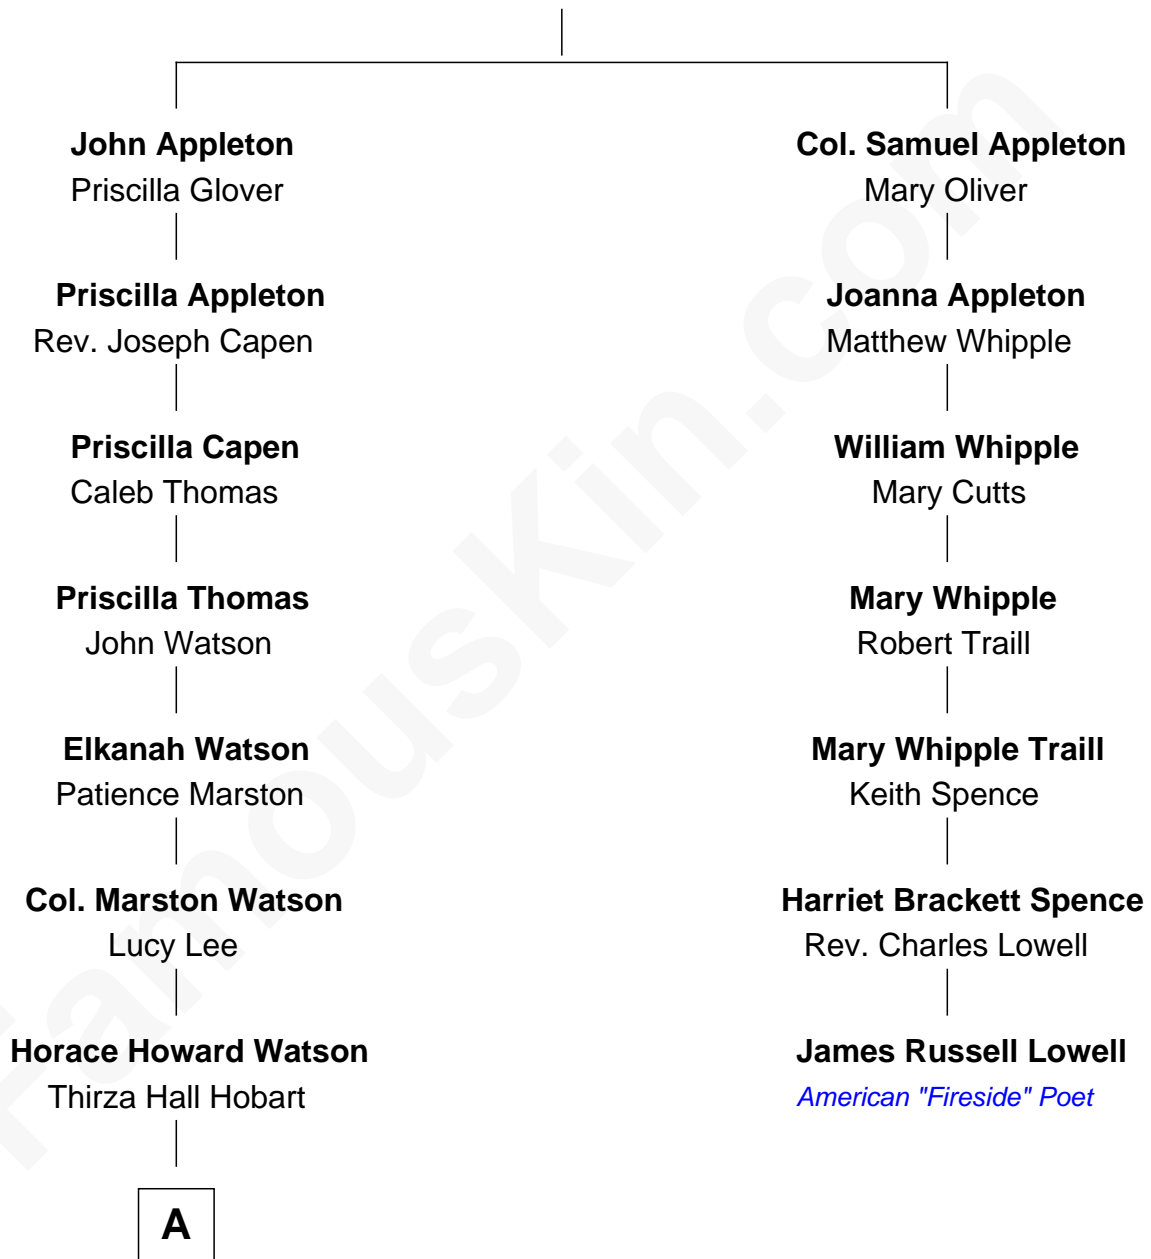 John Appleton
Priscilla Glover
Col. Samuel Appleton
Mary Oliver
Priscilla Appleton
Rev. Joseph Capen
Joanna Appleton
Matthew Whipple
Priscilla Capen
Caleb Thomas
William Whipple
Mary Cutts
Priscilla Thomas
John Watson
Mary Whipple
Robert Traill
Elkanah Watson
Patience Marston
Mary Whipple Traill
Keith Spence
Col. Marston Watson
Lucy Lee
Harriet Brackett Spence
Rev. Charles Lowell
Horace Howard Watson
Thirza Hall Hobart
James Russell Lowell
American "Fireside" Poet
A
FamousKin.com